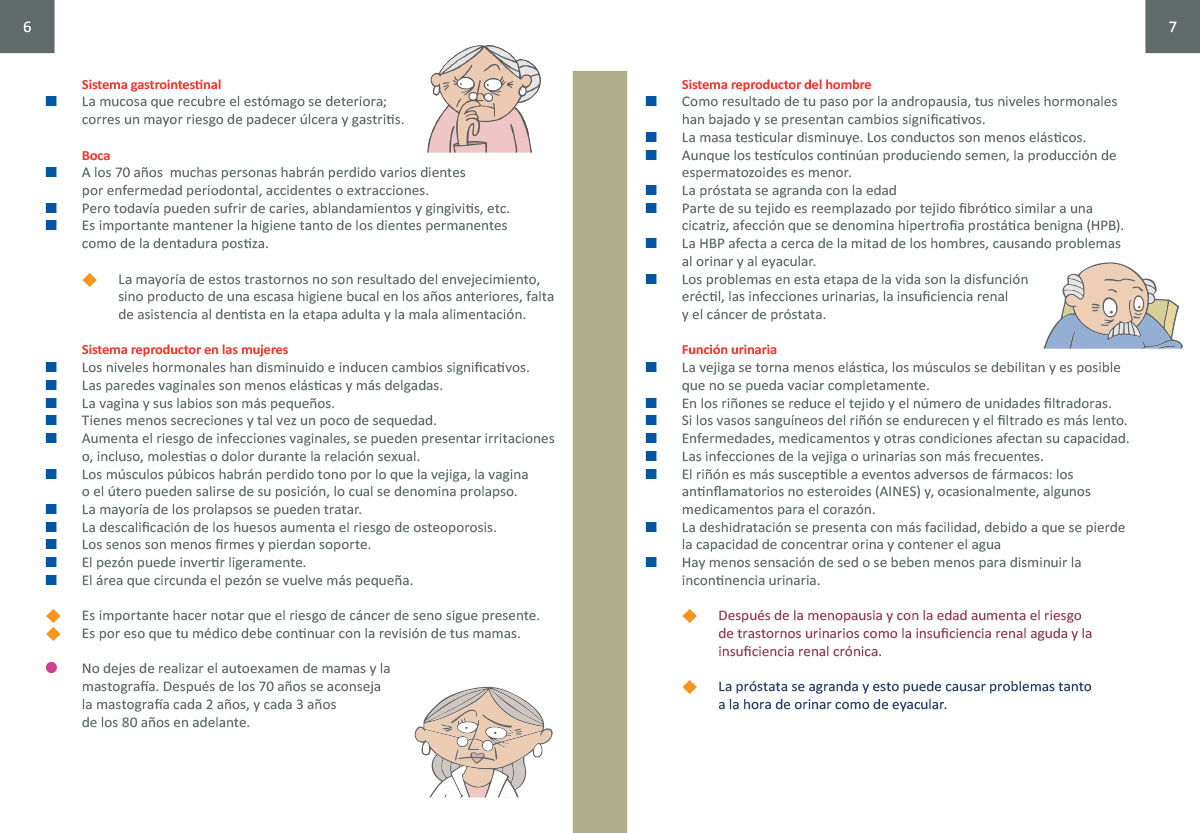 6
Sistema gastrointestinal
La mucosa que recubre el estómago se deteriora;
corres un mayor riesgo de padecer úlcera y gastritis.
Boca
A los 70 años muchas personas habrán perdido varios dientes
por enfermedad periodontal, accidentes o extracciones.
Pero todavía pueden sufrir de caries, ablandamientos y gingivitis, etc.
Es importante mantener la higiene tanto de los dientes permanentes
como de la dentadura postiza.
La mayoría de estos trastornos no son resultado del envejecimiento,
sino producto de una escasa higiene bucal en los años anteriores, falta
de asistencia al dentista en la etapa adulta y la mala alimentación.
Sistema reproductor en las mujeres
Los niveles hormonales han disminuido e inducen cambios significativos.
Las paredes vaginales son menos elásticas y más delgadas.
La vagina y sus labios son más pequeños.
Tienes menos secreciones y tal vez un poco de sequedad.
Aumenta el riesgo de infecciones vaginales, se pueden presentar irritaciones
o, incluso, molestias o dolor durante la relación sexual.
Los músculos púbicos habrán perdido tono por lo que la vejiga, la vagina
o el útero pueden salirse de su posición, lo cual se denomina prolapso.
La mayoría de los prolapsos se pueden tratar.
La descalificación de los huesos aumenta el riesgo de osteoporosis.
Los senos son menos firmes y pierdan soporte.
El pezón puede invertir ligeramente.
El área que circunda el pezón se vuelve más pequeña.
Es importante hacer notar que el riesgo de cáncer de seno sigue presente.
Es por eso que tu médico debe continuar con la revisión de tus mamas.
No dejes de realizar el autoexamen de mamas y la
mastografía. Después de los 70 años se aconseja
la mastografía cada 2 años, y cada 3 años
de los 80 años en adelante.
7
Sistema reproductor del hombre
Como resultado de tu paso por la andropausia, tus niveles hormonales
han bajado y se presentan cambios significativos.
La masa testicular disminuye. Los conductos son menos elásticos.
Aunque los testículos continúan produciendo semen, la producción de
espermatozoides es menor.
La próstata se agranda con la edad
Parte de su tejido es reemplazado por tejido fibrótico similar a una
cicatriz, afección que se denomina hipertrofia prostática benigna (HPB).
La HBP afecta a cerca de la mitad de los hombres, causando problemas
al orinar y al eyacular.
Los problemas en esta etapa de la vida son la disfunción
eréctil, las infecciones urinarias, la insuficiencia renal
y el cáncer de próstata.
Función urinaria
La vejiga se torna menos elástica, los músculos se debilitan y es posible
que no se pueda vaciar completamente.
En los riñones se reduce el tejido y el número de unidades filtradoras.
Si los vasos sanguíneos del riñón se endurecen y el filtrado es más lento.
Enfermedades, medicamentos y otras condiciones afectan su capacidad.
Las infecciones de la vejiga o urinarias son más frecuentes.
El riñón es más susceptible a eventos adversos de fármacos: los
antinflamatorios no esteroides (AINES) y, ocasionalmente, algunos
medicamentos para el corazón.
La deshidratación se presenta con más facilidad, debido a que se pierde
la capacidad de concentrar orina y contener el agua
Hay menos sensación de sed o se beben menos para disminuir la
incontinencia urinaria.
Después de la menopausia y con la edad aumenta el riesgo
de trastornos urinarios como la insuficiencia renal aguda y la
insuficiencia renal crónica.
La próstata se agranda y esto puede causar problemas tanto
a la hora de orinar como de eyacular.